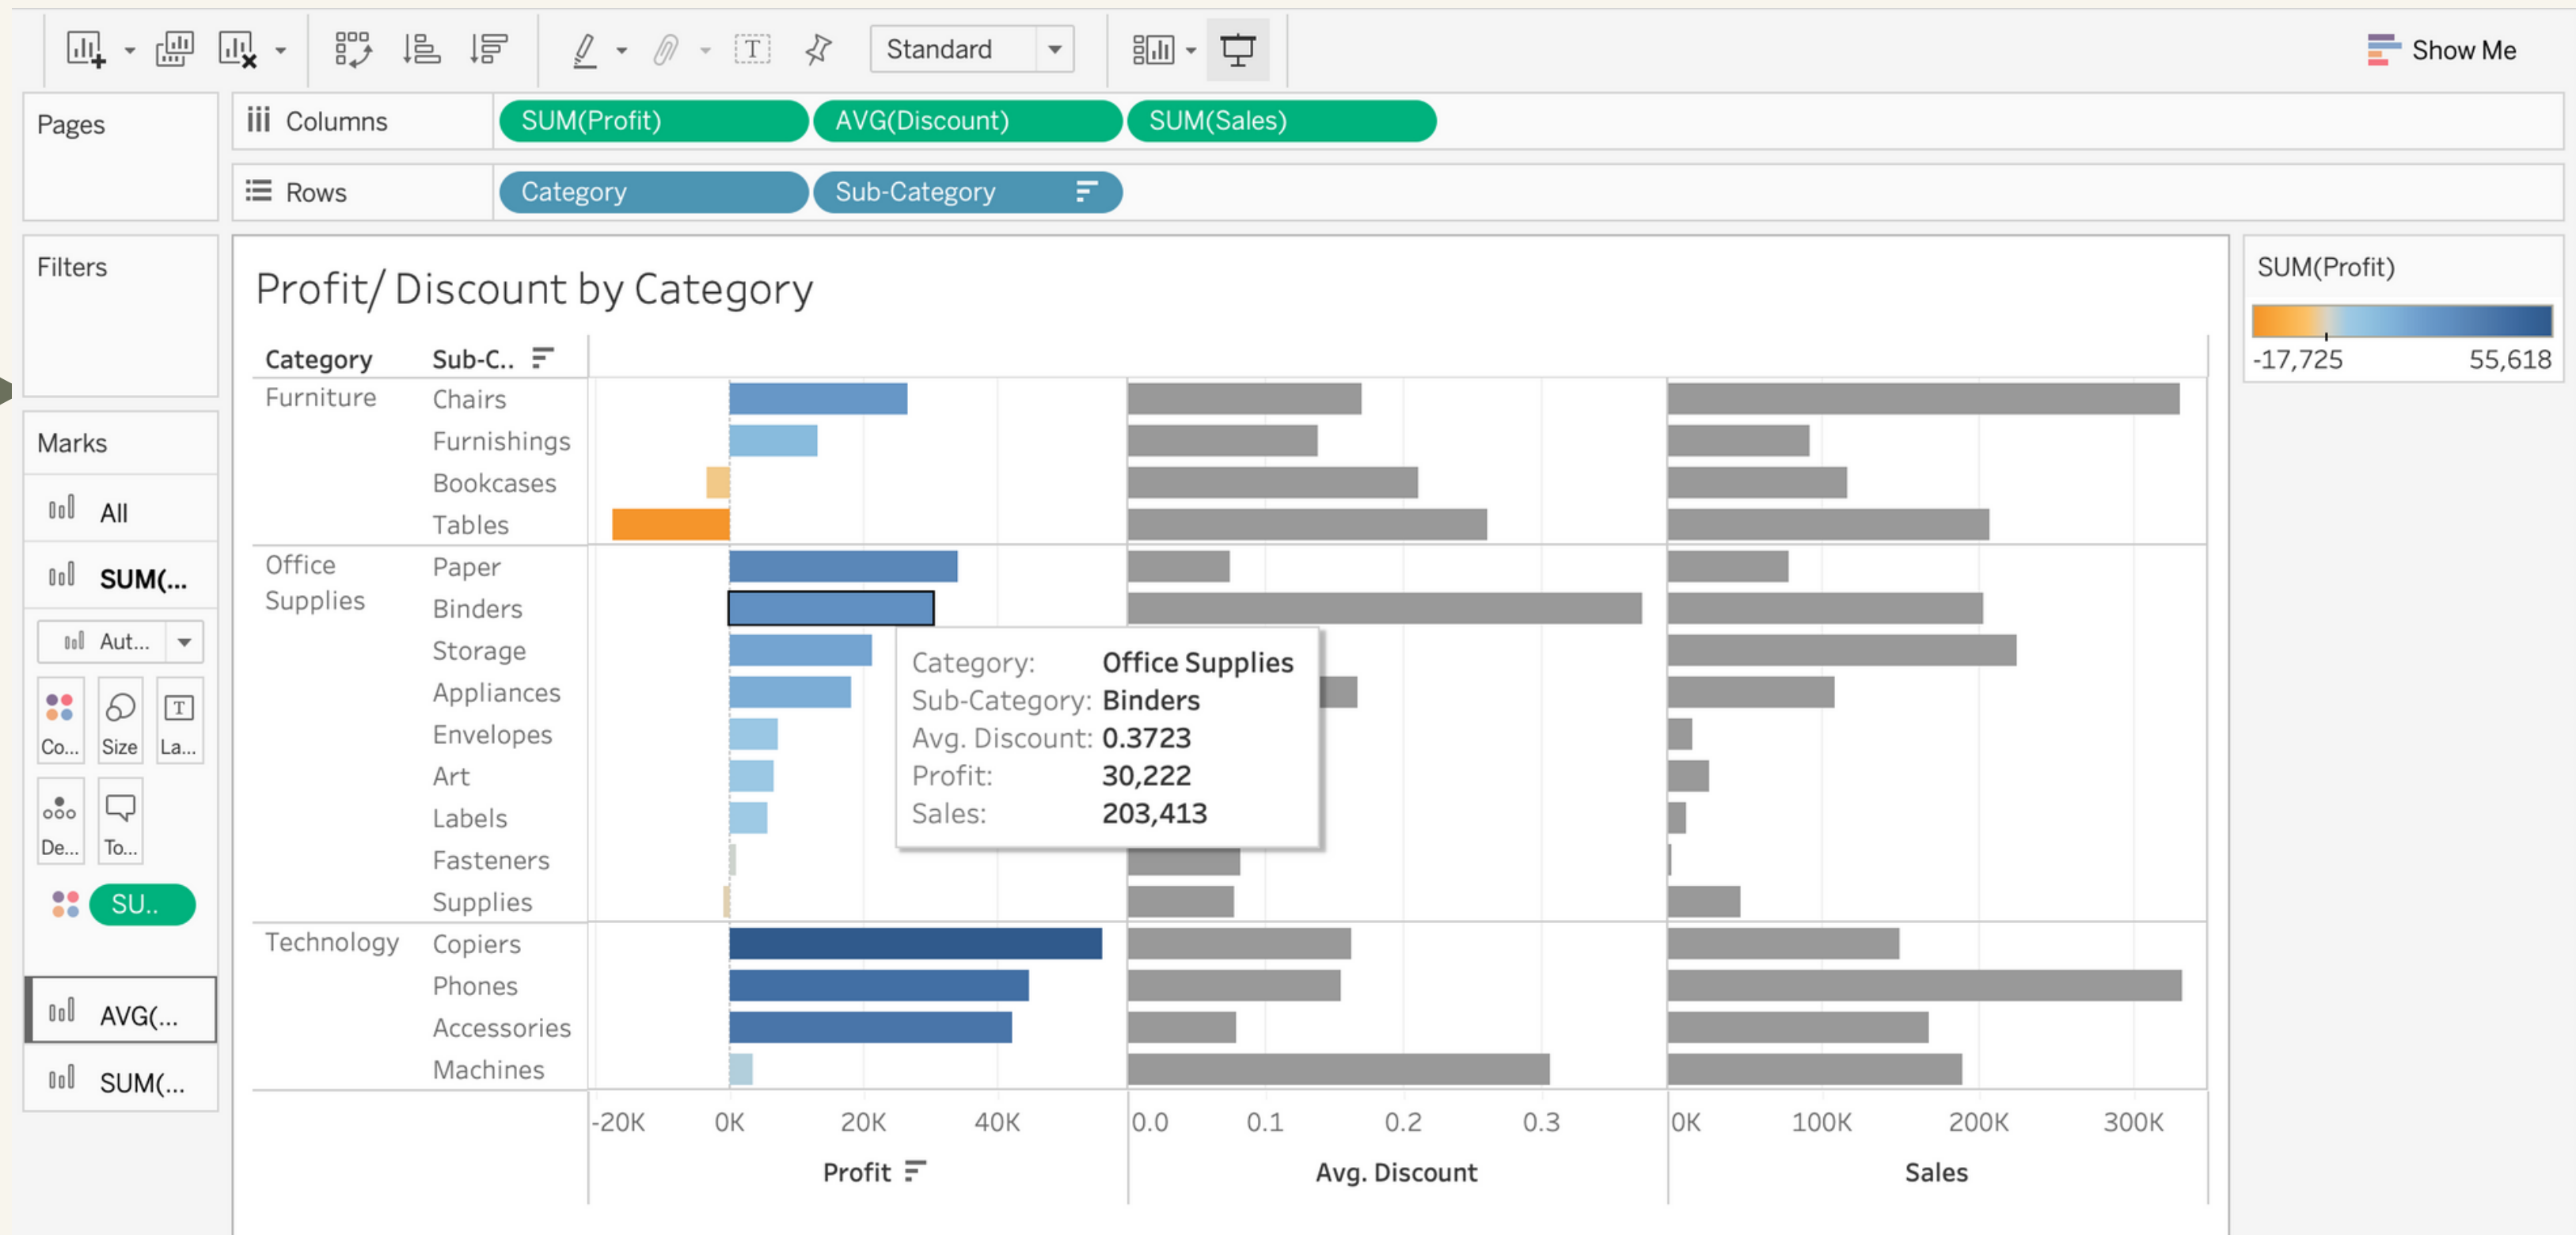 Standard
Show Me
Pages
Columns
SUM(Profit)
AVG(Discount)
SUM(Sales)
Rows
Category
Sub-Category
Filters
Marks
All
SUM(...
Aut...
Co...
Size
La...
T
De...
To...
SU..
AVG(...
SUM(...
Profit/ Discount by Category
Category Sub-C..
Furniture Chairs
Furnishings
Bookcases
Tables
Office Supplies
Paper
Binders
Storage
Appliances
Envelopes
Art
Labels
Fasteners
Supplies
Technology Copiers
Phones
Accessories
Machines
Category: Office Supplies
Sub-Category: Binders
Avg. Discount: 0.3723
Profit: 30,222
Sales: 203,413
-20K 0K 20K 40K
0.0 0.1 0.2 0.3
0K 100K 200K 300K
Profit
Avg. Discount
Sales
SUM(Profit)
-17,725 55,618